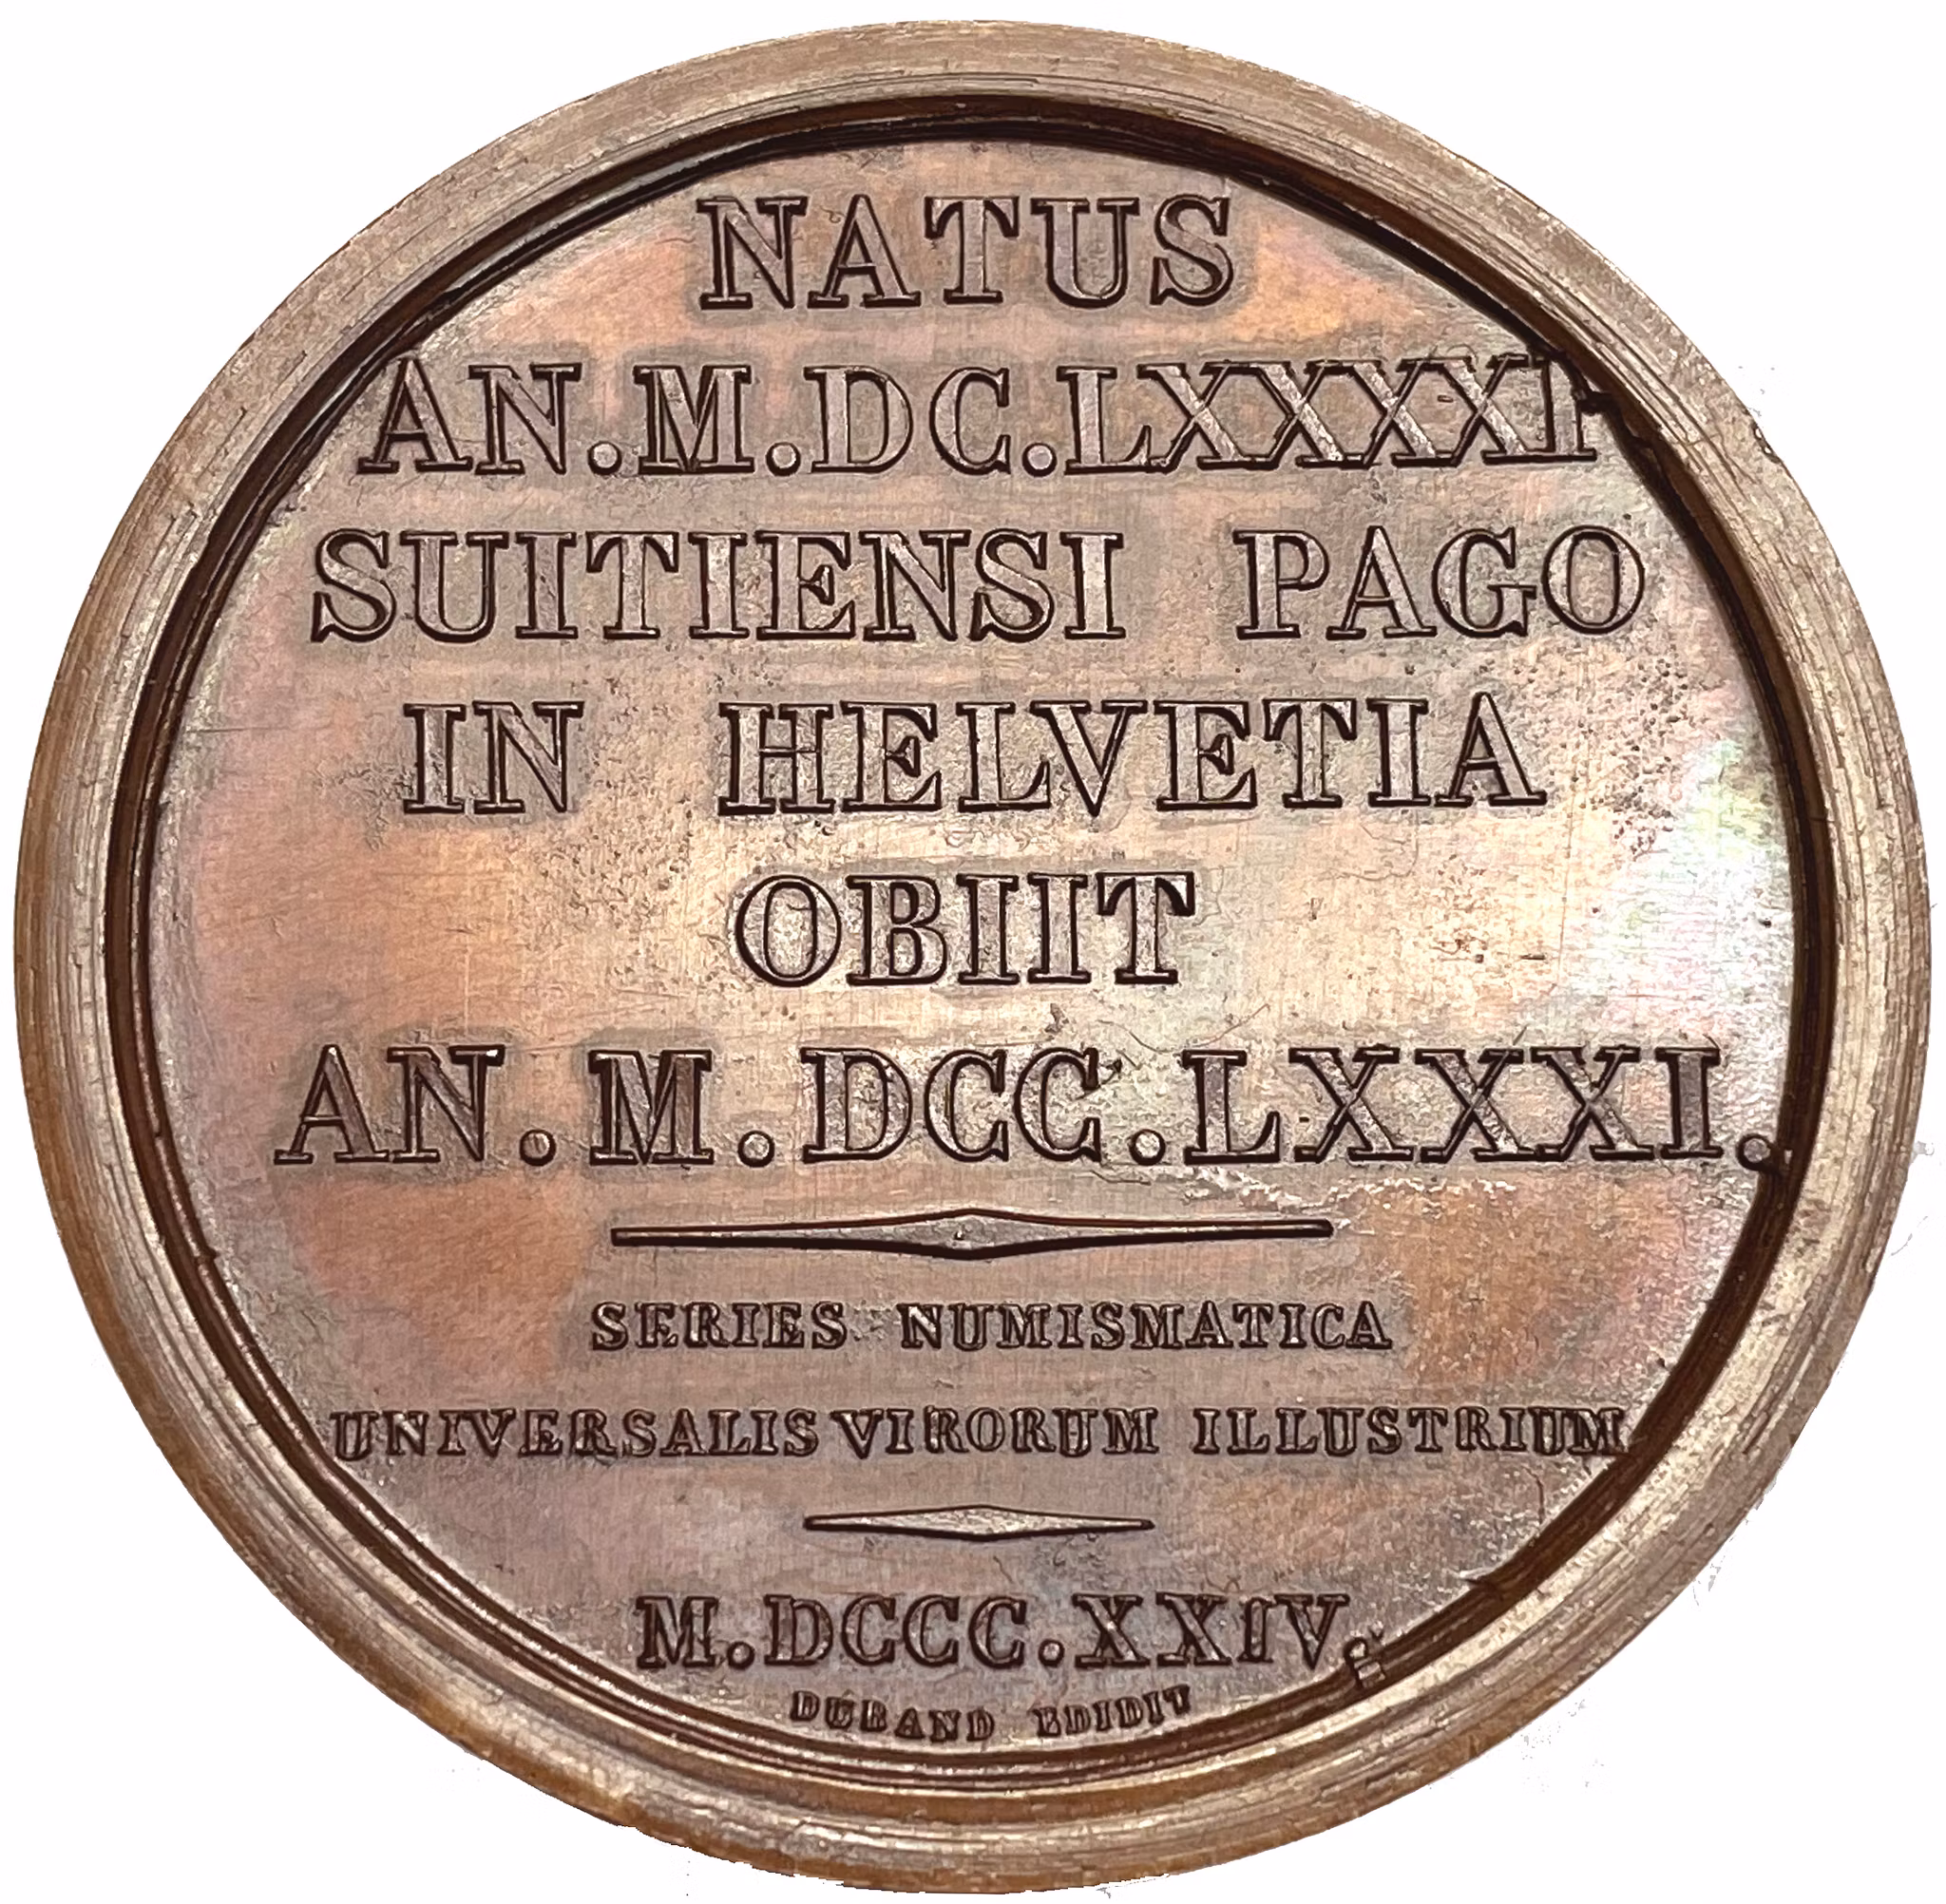 NATUS
AN.M.DC.LXXXXI
SUITIENSI PAGO
IN HELVETIA
OBIIT
AN.M.DCC.LXXXI.
SERIES NUMISMATICA
UNIVERSALIS VIRORUM ILLUSTRIUM
M.DCCC.XXIV.
DURAND EDIDIT